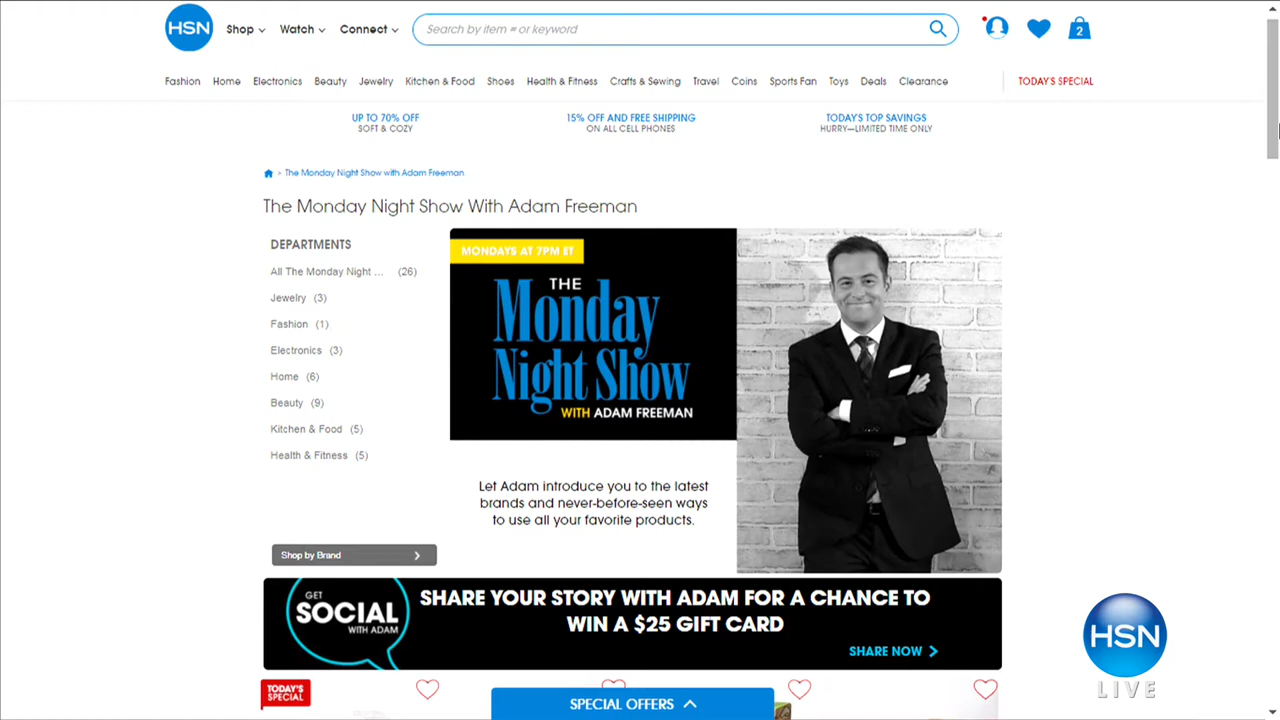 HSN
Shop
Watch
Connect
Search by item # or keyword
2
Fashion
Home
Electronics
Beauty
Jewelry
Kitchen & Food
Shoes
Health & Fitness
Crafts & Sewing
Travel
Coins
Sports Fan
Toys
Deals
Clearance
TODAY'S SPECIAL
UP TO 70% OFF
SOFT & COZY
15% OFF AND FREE SHIPPING
ON ALL CELL PHONES
TODAY'S TOP SAVINGS
HURRY—LIMITED TIME ONLY
> The Monday Night Show with Adam Freeman
The Monday Night Show With Adam Freeman
DEPARTMENTS
All The Monday Night ... (26)
Jewelry (3)
Fashion (1)
Electronics (3)
Home (6)
Beauty (9)
Kitchen & Food (5)
Health & Fitness (5)
Shop by Brand
MONDAYS AT 7PM ET
THE
Monday
Night Show
WITH ADAM FREEMAN
Let Adam introduce you to the latest
brands and never-before-seen ways
to use all your favorite products.
GET
SOCIAL
WITH ADAM
SHARE YOUR STORY WITH ADAM FOR A CHANCE TO
WIN A $25 GIFT CARD
SHARE NOW
TODAY'S
SPECIAL
SPECIAL OFFERS
HSN
LIVE